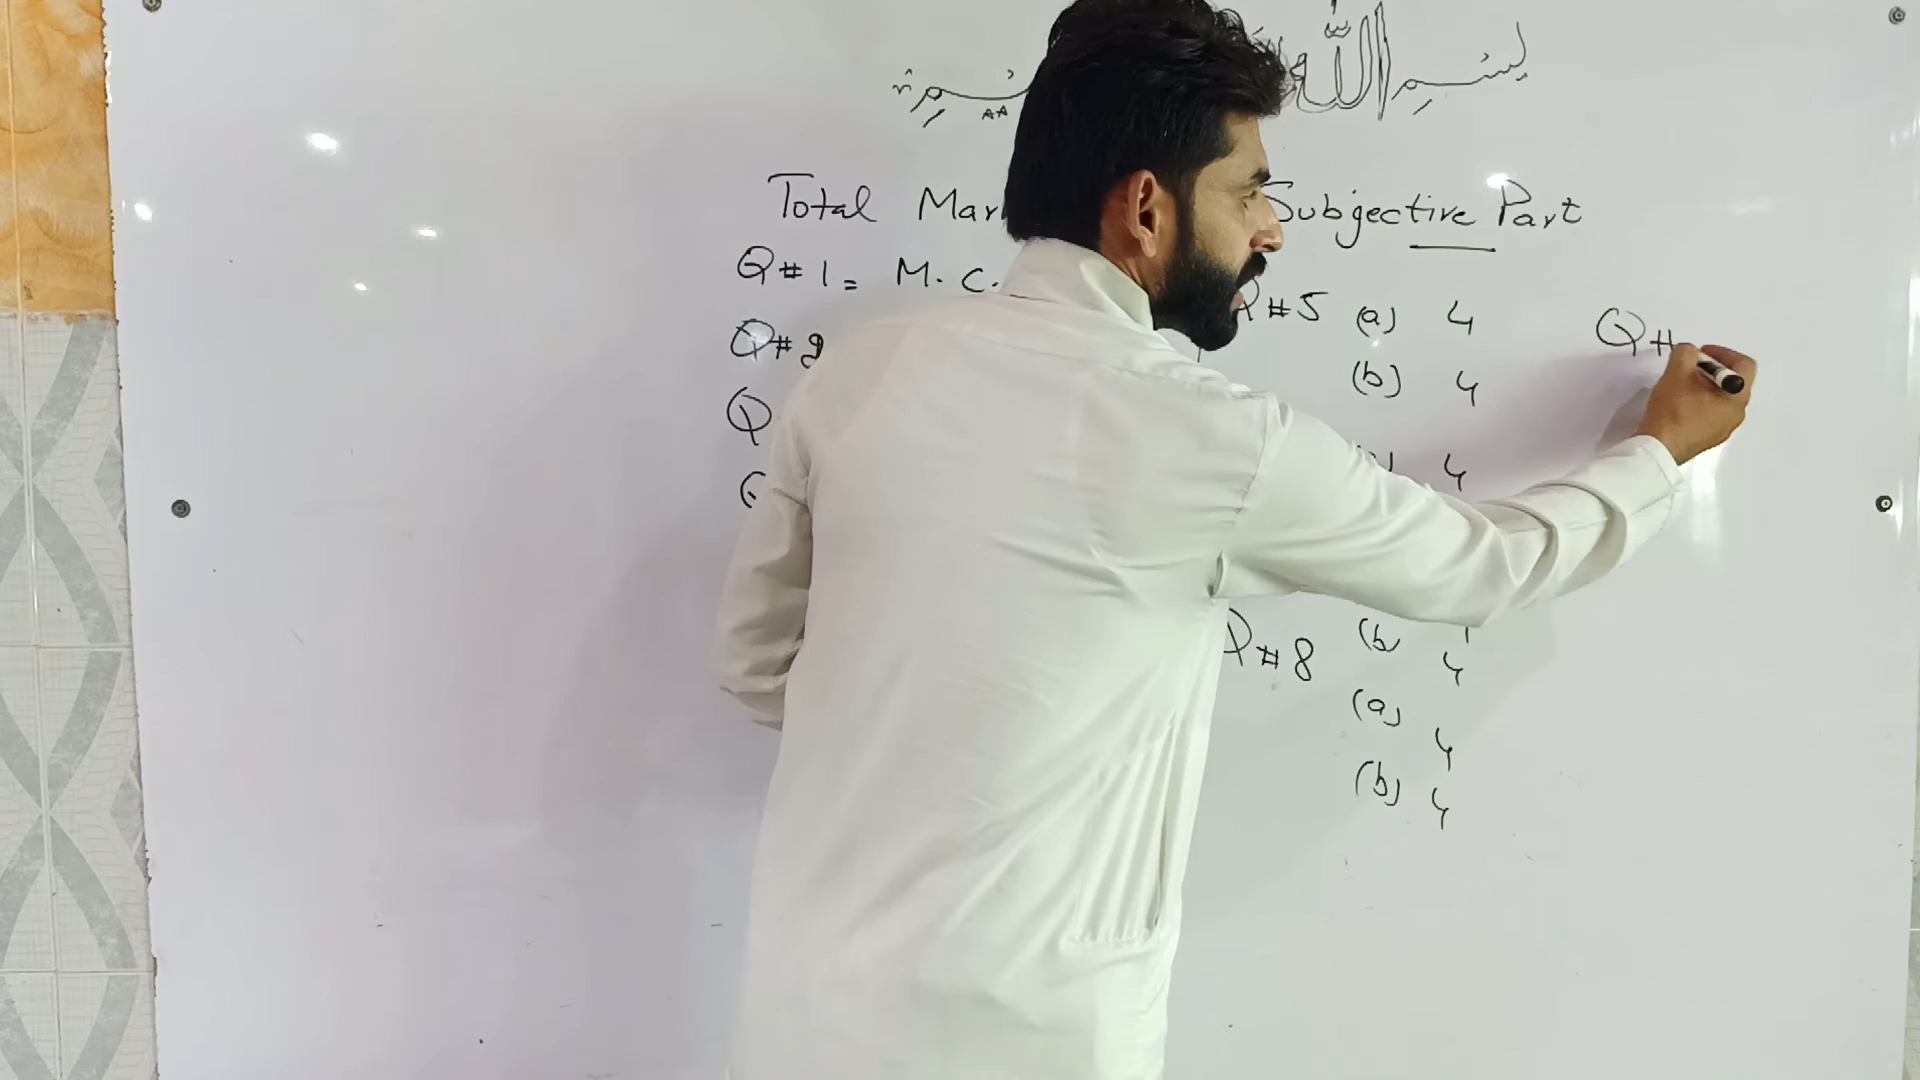 بسم الله
Total Mar Subjective Part
Q # 1 = M. C.
Q # 2
Q
Q
# 5 (a) 4
(b) 4
4
(b)
Q # 8 4
(a)
4
(b) 4
Q #